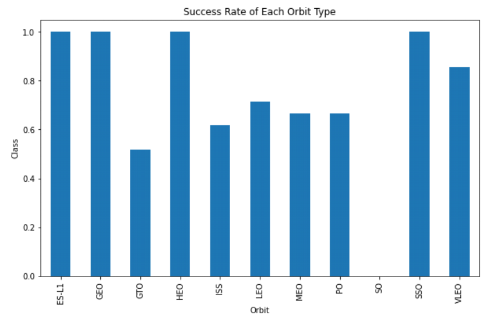 Success Rate of Each Orbit Type
1.0
0.8
0.6
0.4
0.2
0.0
Class
ES-L1
GEO
GTO
HEO
ISS
LEO
MEO
PO
SO
SSO
VLEO
Orbit